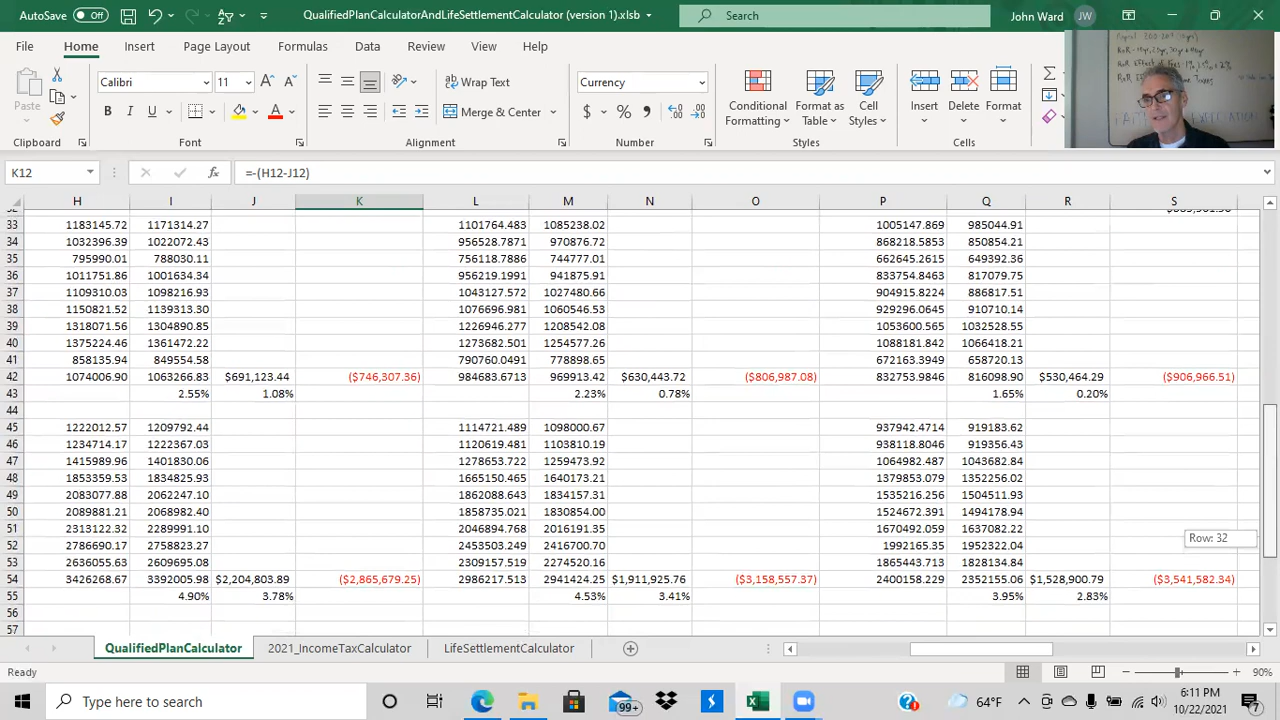 AutoSave Off QualifiedPlanCalculatorAndLifeSettlementCalculator (version 1).xlsb Search John Ward JW
File Home Insert Page Layout Formulas Data Review View Help
Paste Calibri 11 Wrap Text Currency Conditional Formatting Format as Table Cell Styles Insert Delete Format
B I U Merge & Center $ %
Clipboard Font Alignment Number Styles Cells
K12 fx =-(H12-J12)
H I J K L M N O P Q R S
33 1183145.72 1171314.27 1101764.483 1085238.02 1005147.869 985044.91
34 1032396.39 1022072.43 956528.7871 970876.72 868218.5853 850854.21
35 795990.01 788030.11 756118.7886 744777.01 662645.2615 649392.36
36 1011751.86 1001634.34 956219.1991 941875.91 833754.8463 817079.75
37 1109310.03 1098216.93 1043127.572 1027480.66 904915.8224 886817.51
38 1150821.52 1139313.30 1076696.981 1060546.53 929296.0645 910710.14
39 1318071.56 1304890.85 1226946.277 1208542.08 1053600.565 1032528.55
40 1375224.46 1361472.22 1273682.501 1254577.26 1088181.842 1066418.21
41 858135.94 849554.58 790760.0491 778898.65 672163.3949 658720.13
42 1074006.90 1063266.83 $691,123.44 ($746,307.36) 984683.6713 969913.42 $630,443.72 ($806,987.08) 832753.9846 816098.90 $530,464.29 ($906,966.51)
43 2.55% 1.08% 2.23% 0.78% 1.65% 0.20%
44
45 1222012.57 1209792.44 1114721.489 1098000.67 937942.4714 919183.62
46 1234714.17 1222367.03 1120619.481 1103810.19 938118.8046 919356.43
47 1415989.96 1401830.06 1278653.722 1259473.92 1064982.487 1043682.84
48 1853359.53 1834825.93 1665150.465 1640173.21 1379853.079 1352256.02
49 2083077.88 2062247.10 1862088.643 1834157.31 1535216.256 1504511.93
50 2089881.21 2068982.40 1858735.021 1830854.00 1524672.391 1494178.94
51 2313122.32 2289991.10 2046894.768 2016191.35 1670492.059 1637082.22
52 2786690.17 2758823.27 2453503.249 2416700.70 1992165.35 1952322.04
53 2636055.63 2609695.08 2309157.519 2274520.16 1865443.713 1828134.84
54 3426268.67 3392005.98 $2,204,803.89 ($2,865,679.25) 2986217.513 2941424.25 $1,911,925.76 ($3,158,557.37) 2400158.229 2352155.06 $1,528,900.79 ($3,541,582.34)
55 4.90% 3.78% 4.53% 3.41% 3.95% 2.83%
56
57
Row: 32
QualifiedPlanCalculator 2021_IncomeTaxCalculator LifeSettlementCalculator
Ready 90%
Type here to search 99+ 64°F 6:11 PM
10/22/2021 7